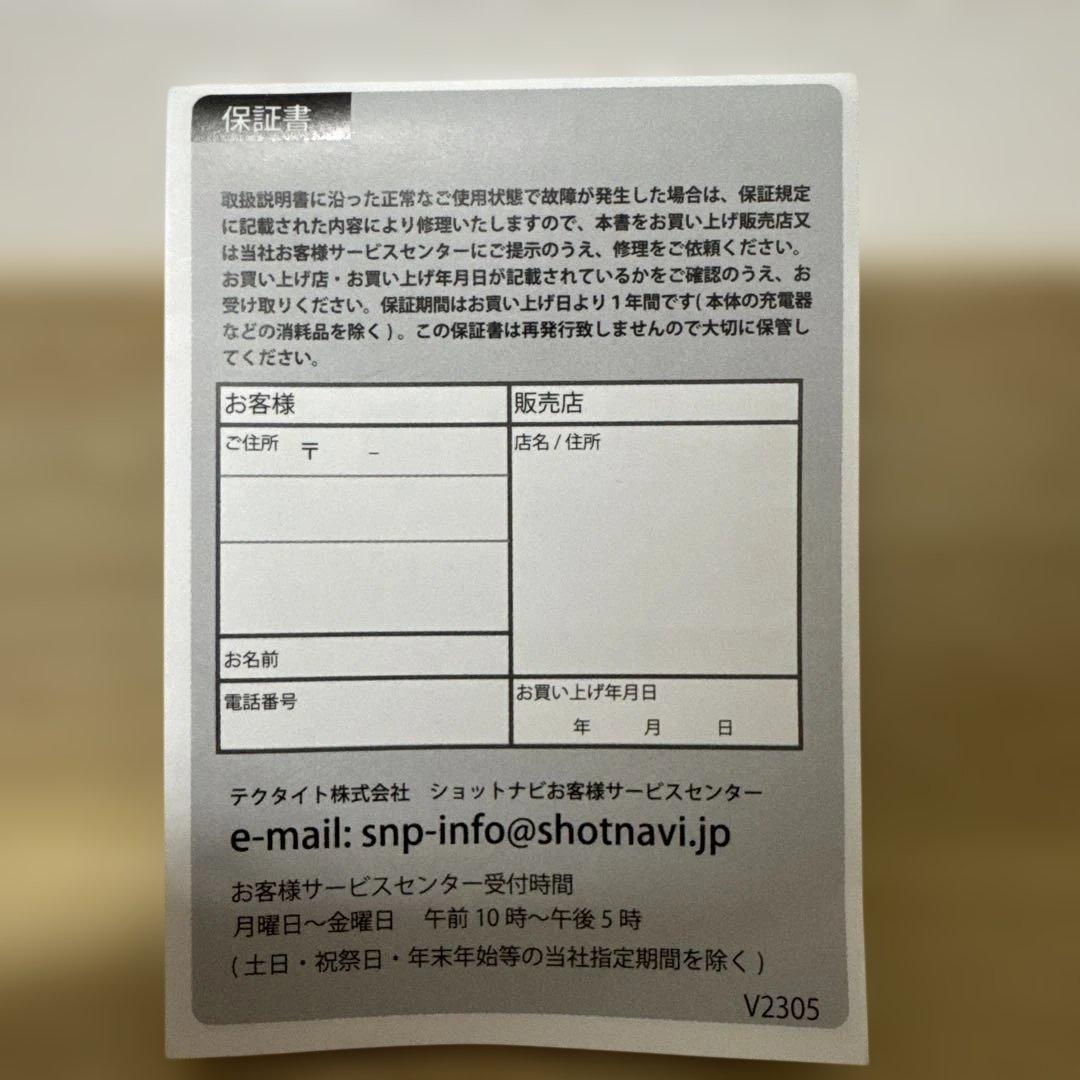 保証書
取扱説明書に沿った正常なご使用状態で故障が発生した場合は、保証規定
に記載された内容により修理いたしますので、本書をお買い上げ販売店又
は当社お客様サービスセンターにご提示のうえ、修理をご依頼ください。
お買い上げ店・お買い上げ年月日が記載されているかをご確認のうえ、お
受け取りください。保証期間はお買い上げ日より1年間です(本体の充電器
などの消耗品を除く)。この保証書は再発行致しませんので大切に保管し
てください。
お客様
販売店
ご住所 〒 －
店名 / 住所
お名前
電話番号
お買い上げ年月日
年 月 日
テクタイト株式会社 ショットナビお客様サービスセンター
e-mail: snp-info@shotnavi.jp
お客様サービスセンター受付時間
月曜日～金曜日 午前10時～午後5時
(土日・祝祭日・年末年始等の当社指定期間を除く)
V2305